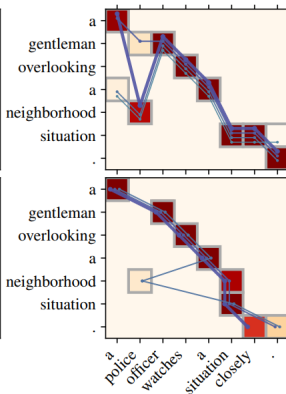 a
gentleman
overlooking
a
neighborhood
situation
.
a
gentleman
overlooking
a
neighborhood
situation
.
a
police
officer
watches
a
situation
closely
.